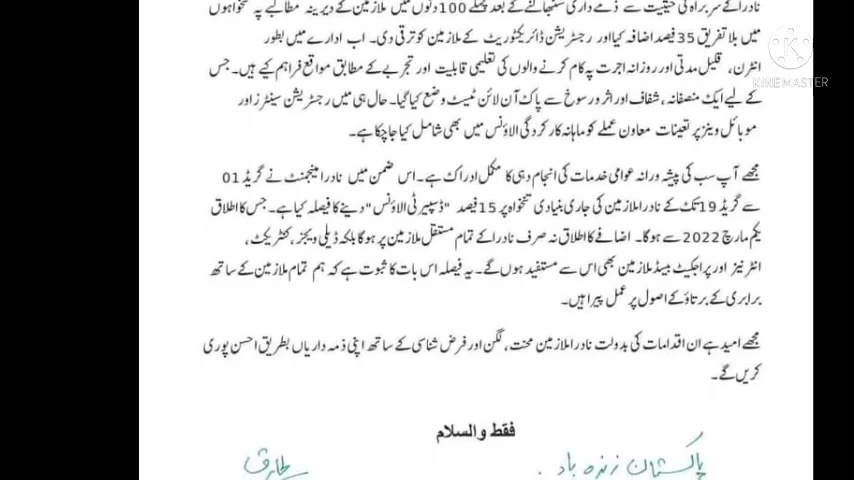 نادرا کے سربراہ کی حیثیت سے ذمے داری سنبھالنے کے بعد پہلے 100 دنوں میں ملازمین کے دیرینہ مطالبے پہ تنخواہوں
میں بلا تفریق 35 فیصد اضافہ کیا اور رجسٹریشن ڈائریکٹوریٹ کے ملازمین کو ترقی دی۔ اب ادارے میں بطور
انٹرن، قلیل مدتی اور روزانہ اجرت پہ کام کرنے والوں کی تعلیمی قابلیت اور تجربے کے مطابق مواقع فراہم کیے ہیں۔ جس
کے لیے ایک منصفانہ، شفاف اور اثر و رسوخ سے پاک آن لائن ٹیسٹ وضع کیا گیا۔ حال ہی میں رجسٹریشن سینٹرز اور
موبائل وینز پر تعینات معاون عملے کو ماہانہ کارکردگی الاؤنس میں بھی شامل کیا جا چکا ہے۔
مجھے آپ سب کی پیشہ ورانہ عوامی خدمات کی انجام دہی کا مکمل ادراک ہے۔ اس ضمن میں نادرا مینجمنٹ نے گریڈ 01
سے گریڈ 19 تک کے نادرا ملازمین کی جاری بنیادی تنخواہ پر 15 فیصد "ڈسپیرٹی الاؤنس" دینے کا فیصلہ کیا ہے۔ جس کا اطلاق
یکم مارچ 2022 سے ہوگا۔ اضافے کا اطلاق نہ صرف نادرا کے تمام مستقل ملازمین پر ہوگا بلکہ ڈیلی ویجز، کنٹریکٹ،
انٹرنیز اور پراجیکٹ بیسڈ ملازمین بھی اس سے مستفید ہوں گے۔ یہ فیصلہ اس بات کا ثبوت ہے کہ ہم تمام ملازمین کے ساتھ
برابری کے برتاؤ کے اصول پر عمل پیرا ہیں۔
مجھے امید ہے ان اقدامات کی بدولت نادرا ملازمین محنت، لگن اور فرض شناسی کے ساتھ اپنی ذمہ داریاں بطریق احسن پوری
کریں گے۔
فقط والسلام
پاکستان زندہ باد۔
طارق
KINEMASTER